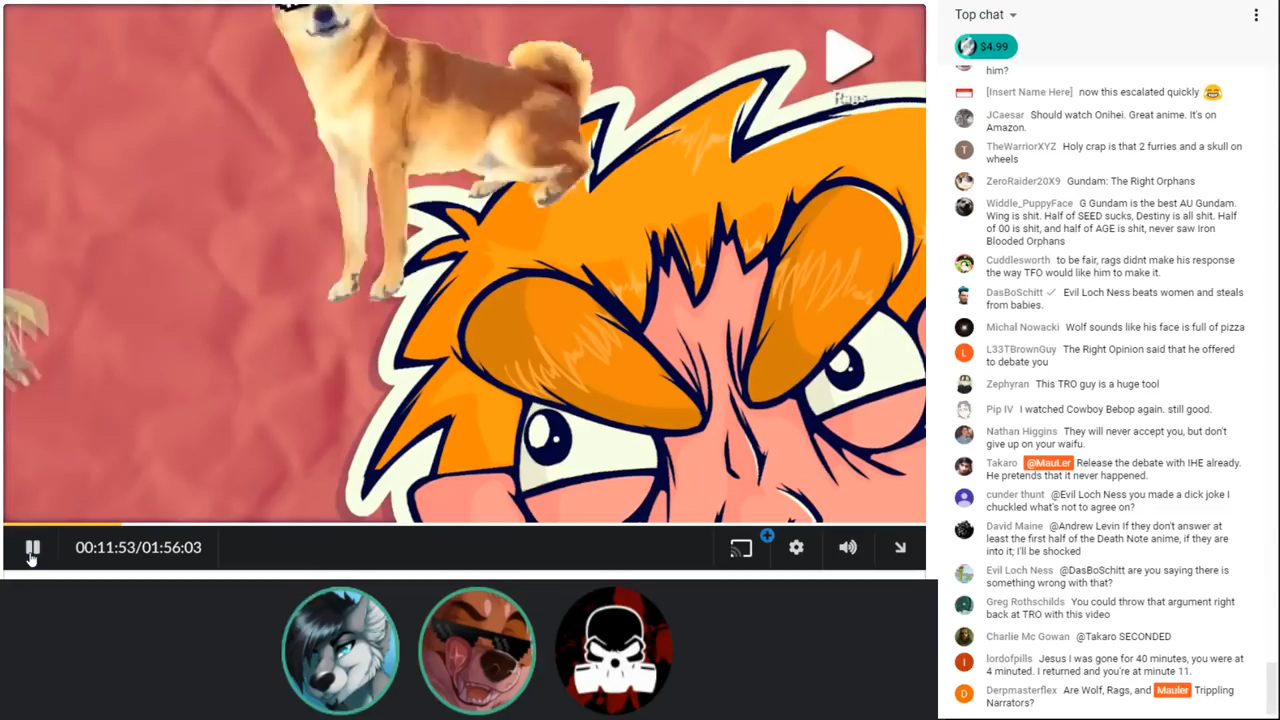 Rags
00:11:53/01:56:03
Top chat
$4.99
him?
[Insert Name Here] now this escalated quickly
JCaesar Should watch Onihei. Great anime. It's on
Amazon.
T
TheWarriorXYZ Holy crap is that 2 furries and a skull on
wheels
ZeroRaider20X9 Gundam: The Right Orphans
Widdle_PuppyFace G Gundam is the best AU Gundam.
Wing is shit. Half of SEED sucks, Destiny is all shit. Half
of 00 is shit, and half of AGE is shit, never saw Iron
Blooded Orphans
Cuddlesworth to be fair, rags didnt make his response
the way TFO would like him to make it.
DasBoSchitt Evil Loch Ness beats women and steals
from babies.
Michal Nowacki Wolf sounds like his face is full of pizza
L
L33TBrownGuy The Right Opinion said that he offered
to debate you
Zephyran This TRO guy is a huge tool
Pip IV I watched Cowboy Bebop again. still good.
Nathan Higgins They will never accept you, but don't
give up on your waifu.
Takaro @MauLer Release the debate with IHE already.
He pretends that it never happened.
cunder thunt @Evil Loch Ness you made a dick joke I
chuckled what's not to agree on?
David Maine @Andrew Levin If they don't answer at
least the first half of the Death Note anime, if they are
into it; I'll be shocked
Evil Loch Ness @DasBoSchitt are you saying there is
something wrong with that?
Greg Rothschilds You could throw that argument right
back at TRO with this video
Charlie Mc Gowan @Takaro SECONDED
l
lordofpills Jesus I was gone for 40 minutes, you were at
4 minuted. I returned and you're at minute 11.
D
Derpmasterflex Are Wolf, Rags, and Mauler Trippling
Narrators?